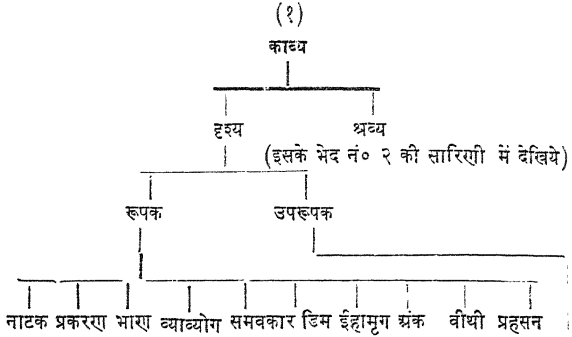 (१)
काव्य
दृश्य श्रव्य
(इसके भेद नं० २ की सारिणी में देखिये)
रूपक उपरूपक
नाटक प्रकरण भाण व्याव्योग समवकार डिम ईहामृग अंक वीथी प्रहसन